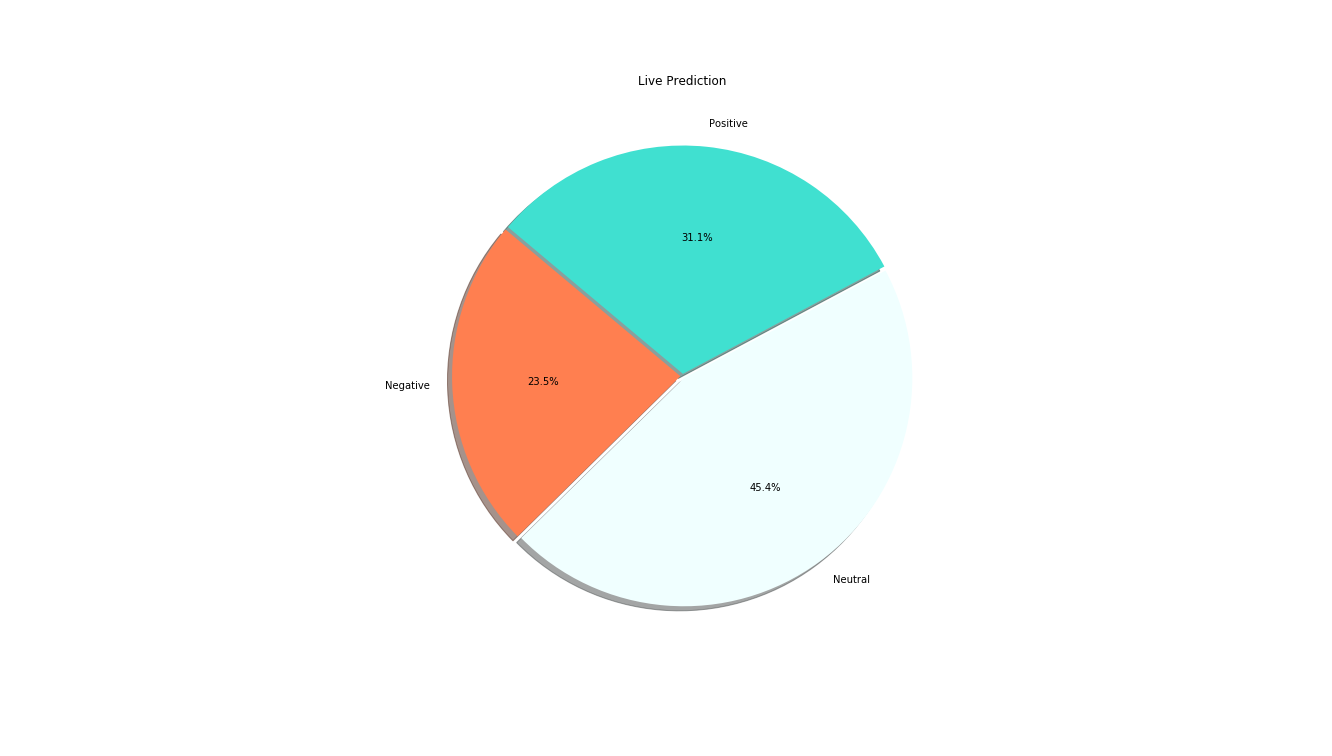 Live Prediction
Positive
31.1%
Negative
23.5%
45.4%
Neutral